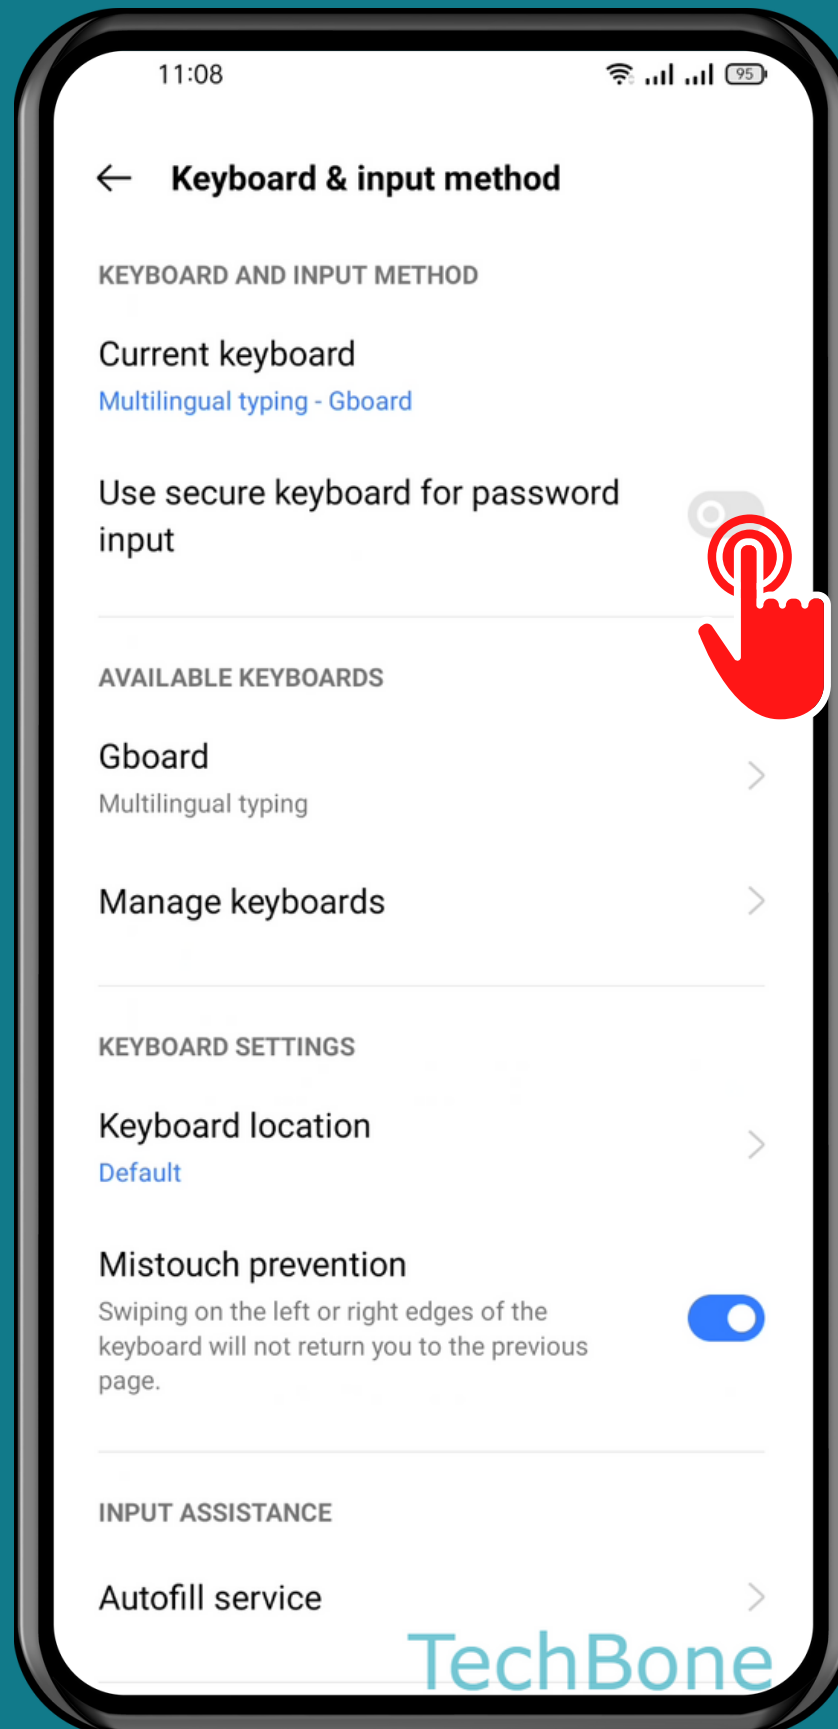 11:08
95
Keyboard & input method
KEYBOARD AND INPUT METHOD
Current keyboard
Multilingual typing - Gboard
Use secure keyboard for password
input
AVAILABLE KEYBOARDS
Gboard
Multilingual typing
Manage keyboards
KEYBOARD SETTINGS
Keyboard location
Default
Mistouch prevention
Swiping on the left or right edges of the
keyboard will not return you to the previous
page.
INPUT ASSISTANCE
Autofill service
TechBone